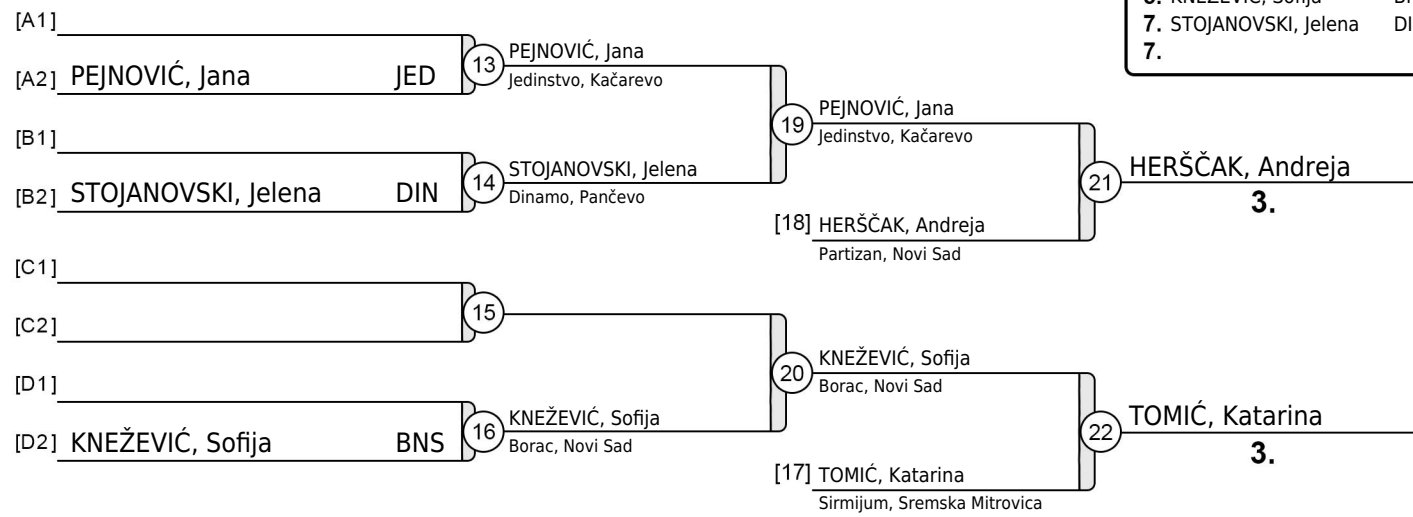 5. KNEŽEVIĆ, Sofija
7. STOJANOVSKI, Jelena
7.
[A1]
[A2] PEJNOVIĆ, Jana JED
13
PEJNOVIĆ, Jana
Jedinstvo, Kačarevo
[B1]
[B2] STOJANOVSKI, Jelena DIN
14
STOJANOVSKI, Jelena
Dinamo, Pančevo
19
PEJNOVIĆ, Jana
Jedinstvo, Kačarevo
[18] HERŠČAK, Andreja
Partizan, Novi Sad
21
HERŠČAK, Andreja
3.
[C1]
[C2]
15
[D1]
[D2] KNEŽEVIĆ, Sofija BNS
16
KNEŽEVIĆ, Sofija
Borac, Novi Sad
20
KNEŽEVIĆ, Sofija
Borac, Novi Sad
[17] TOMIĆ, Katarina
Sirmijum, Sremska Mitrovica
22
TOMIĆ, Katarina
3.